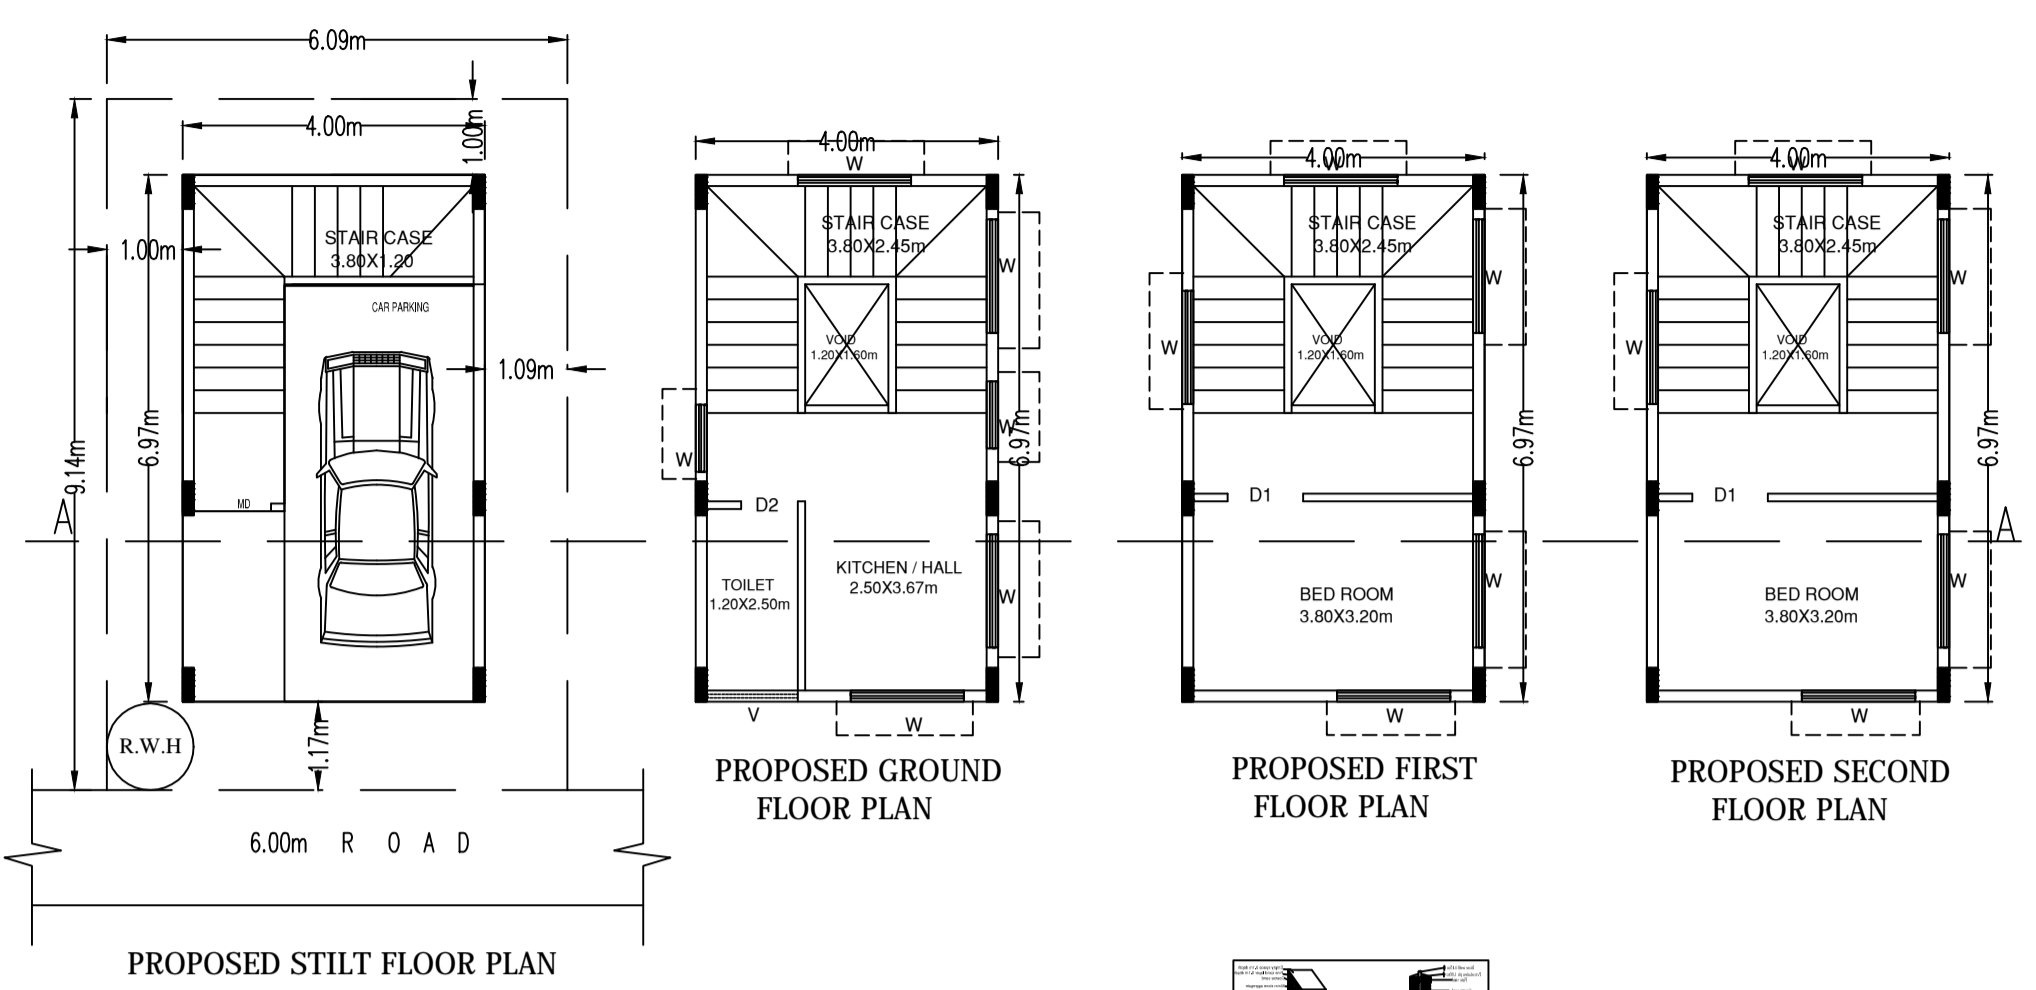 6.09m
4.00m
1.00m
STAIR CASE
3.80X1.20
1.00m
CAR PARKING
1.09m
6.97m
9.14m
MD
A
R.W.H
1.17m
6.00m R O A D
PROPOSED STILT FLOOR PLAN
4.00m
W
STAIR CASE
3.80X2.45m
W
VOID
1.20X1.60m
W
6.97m
W
D2
TOILET
1.20X2.50m
KITCHEN / HALL
2.50X3.67m
W
V
W
PROPOSED GROUND
FLOOR PLAN
4.00m
W
STAIR CASE
3.80X2.45m
W
W
VOID
1.20X1.60m
6.97m
D1
BED ROOM
3.80X3.20m
W
W
PROPOSED FIRST
FLOOR PLAN
4.00m
W
STAIR CASE
3.80X2.45m
W
W
VOID
1.20X1.60m
6.97m
D1
A
BED ROOM
3.80X3.20m
W
W
PROPOSED SECOND
FLOOR PLAN